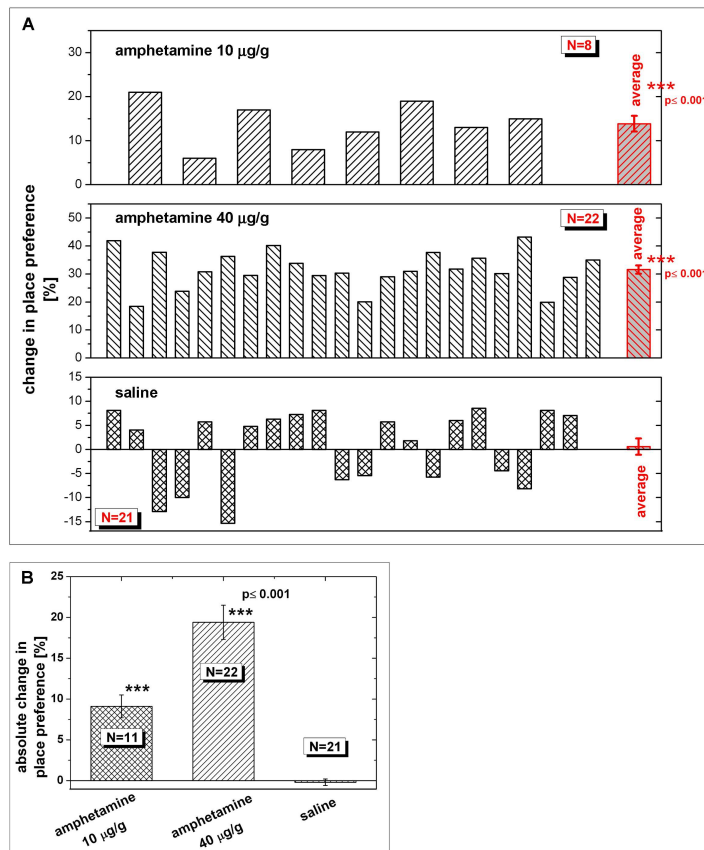 A
amphetamine 10 μg/g
N=8
average
***
p≤ 0.001
30
20
10
0
amphetamine 40 μg/g
N=22
average
***
p≤ 0.001
50
40
30
20
10
0
change in place preference
[%]
saline
15
10
5
0
-5
-10
-15
N=21
average
B
25
20
15
10
5
0
absolute change in
place preference [%]
p≤ 0.001
***
***
N=11
N=22
N=21
amphetamine
10 μg/g
amphetamine
40 μg/g
saline